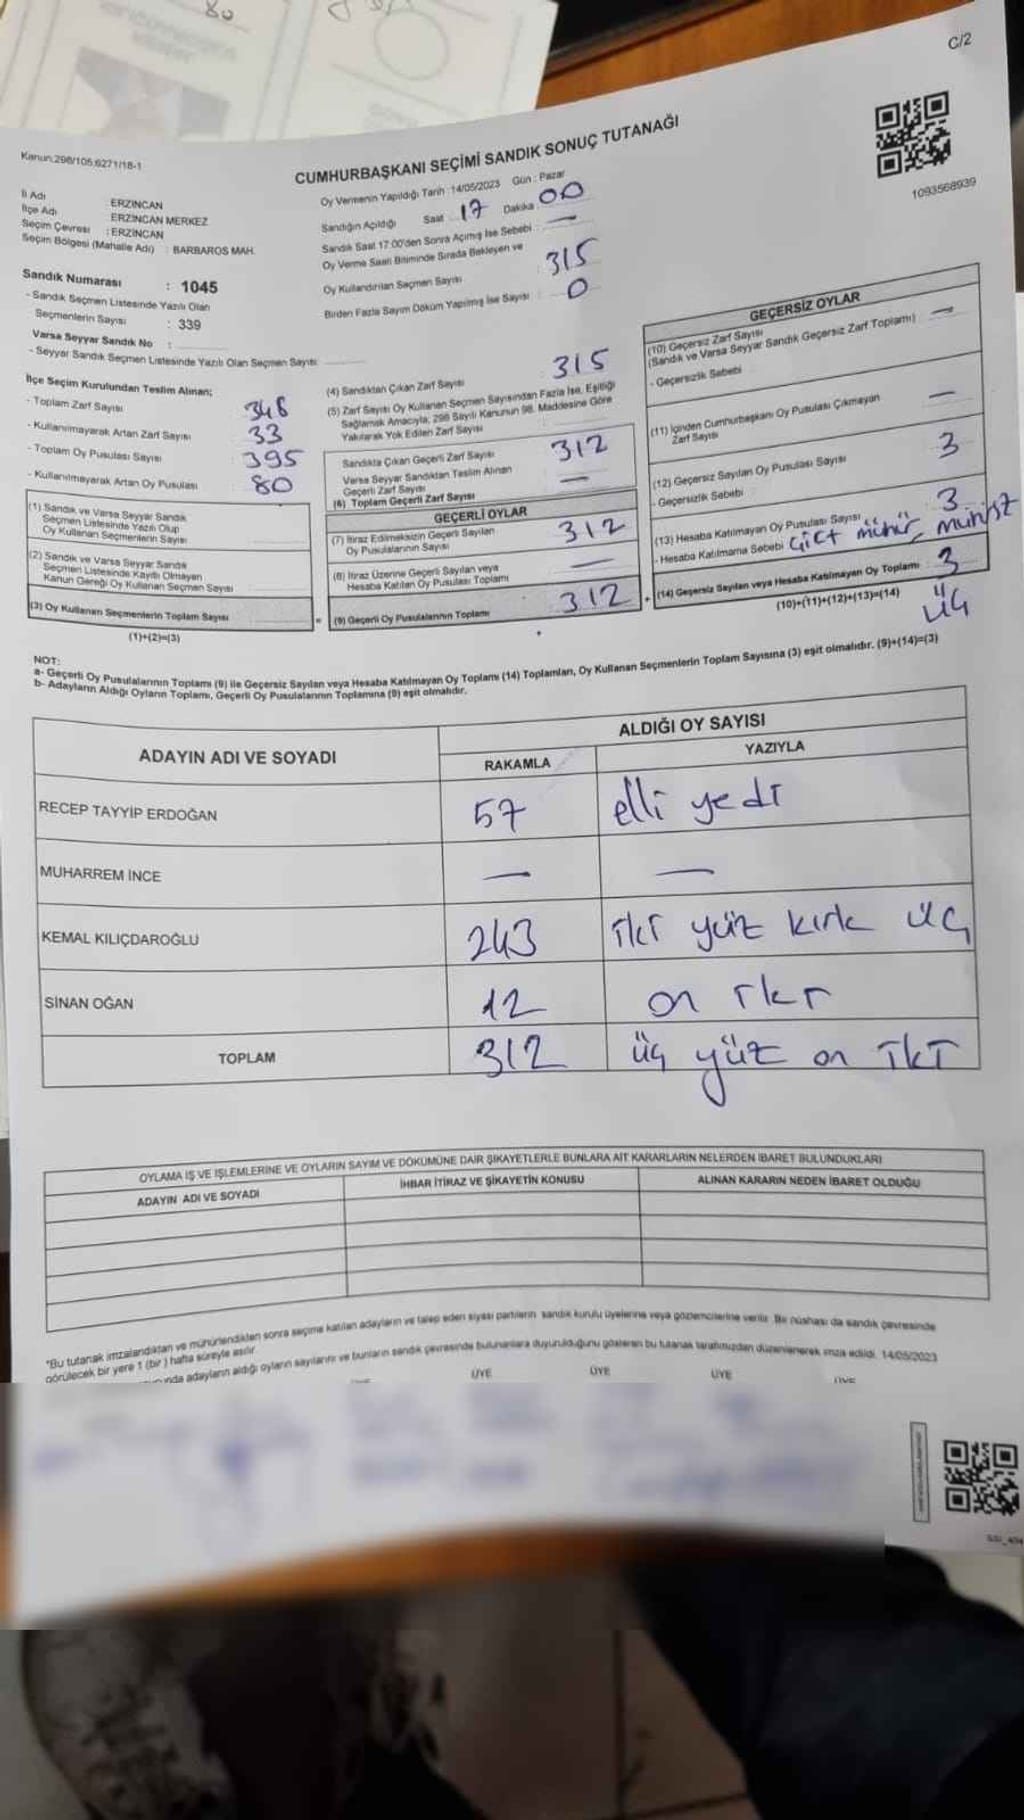 80
C/2
Kanun:298/105,6271/18-1
CUMHURBAŞKANI SEÇİMİ SANDIK SONUÇ TUTANAĞI
1093568939
İl Adı : ERZİNCAN
İlçe Adı : ERZİNCAN MERKEZ
Seçim Çevresi : ERZİNCAN
Seçim Bölgesi (Mahalle Adı) : BARBAROS MAH.
Sandık Numarası : 1045
- Sandık Seçmen Listesinde Yazılı Olan
Seçmenlerin Sayısı : 339
Varsa Seyyar Sandık No :
- Seyyar Sandık Seçmen Listesinde Yazılı Olan Seçmen Sayısı:
Oy Vermenin Yapıldığı Tarih :14/05/2023 Gün : Pazar
Sandığın Açıldığı Saat 17 Dakika 00
Sandık Saat 17:00'den Sonra Açımış İse Sebebi : —
Oy Verme Saati Bitiminde Sırada Bekleyen ve
Oy Kullandırılan Seçmen Sayısı : 315
Birden Fazla Sayım Döküm Yapılmış İse Sayısı : 0
İlçe Seçim Kurulundan Teslim Alınan;
- Toplam Zarf Sayısı 348
- Kullanılmayarak Artan Zarf Sayısı 33
- Toplam Oy Pusulası Sayısı 395
- Kullanılmayarak Artan Oy Pusulası 80
(1) Sandık ve Varsa Seyyar Sandık
Seçmen Listesinde Yazılı Olup
Oy Kullanan Seçmenlerin Sayısı
(2) Sandık ve Varsa Seyyar Sandık
Seçmen Listesinde Kayıtlı Olmayan
Kanun Gereği Oy Kullanan Seçmen Sayısı
(3) Oy Kullanan Seçmenlerin Toplam Sayısı
(1)+(2)=(3)
(4) Sandıktan Çıkan Zarf Sayısı 315
(5) Zarf Sayısı Oy Kullanan Seçmen Sayısından Fazla İse, Eşitliği
Sağlamak Amacıyla, 298 Sayılı Kanunun 98. Maddesine Göre
Yakılarak Yok Edilen Zarf Sayısı
Sandıkta Çıkan Geçerli Zarf Sayısı 312
Varsa Seyyar Sandıktan Teslim Alınan
Geçerli Zarf Sayısı —
(6) Toplam Geçerli Zarf Sayısı
GEÇERLİ OYLAR
(7) İtiraz Edilmeksizin Geçerli Sayılan
Oy Pusulalarının Sayısı 312
(8) İtiraz Üzerine Geçerli Sayılan veya
Hesaba Katılan Oy Pusulası Toplamı —
(9) Geçerli Oy Pusulalarının Toplamı 312
GEÇERSİZ OYLAR
(10) Geçersiz Zarf Sayısı
(Sandık ve Varsa Seyyar Sandık Geçersiz Zarf Toplamı) —
- Geçersizlik Sebebi
(11) İçinden Cumhurbaşkanı Oy Pusulası Çıkmayan
Zarf Sayısı —
(12) Geçersiz Sayılan Oy Pusulası Sayısı 3
- Geçersizlik Sebebi
(13) Hesaba Katılmayan Oy Pusulası Sayısı 3
- Hesaba Katılmama Sebebi çift mühür,
(14) Geçersiz Sayılan veya Hesaba Katılmayan Oy Toplamı : 3
(10)+(11)+(12)+(13)=(14) üç
NOT:
a- Geçerli Oy Pusulalarının Toplamı (9) ile Geçersiz Sayılan veya Hesaba Katılmayan Oy Toplamı (14) Toplamları, Oy Kullanan Seçmenlerin Toplam Sayısına (3) eşit olmalıdır. (9)+(14)=(3)
b- Adayların Aldığı Oyların Toplamı, Geçerli Oy Pusulalarının Toplamına (9) eşit olmalıdır.
ADAYIN ADI VE SOYADI
ALDIĞI OY SAYISI
RAKAMLA YAZIYLA
RECEP TAYYİP ERDOĞAN 57 elli yedi
MUHARREM İNCE — —
KEMAL KILIÇDAROĞLU 243 iki yüz kırk üç
SİNAN OĞAN 12 on iki
TOPLAM 312 üç yüz on iki
OYLAMA İŞ VE İŞLEMLERİNE VE OYLARIN SAYIM VE DÖKÜMÜNE DAİR ŞİKAYETLERLE BUNLARA AİT KARARLARIN NELERDEN İBARET BULUNDUKLARI
ADAYIN ADI VE SOYADI İHBAR İTİRAZ VE ŞİKAYETİN KONUSU ALINAN KARARIN NEDEN İBARET OLDUĞU
*Bu tutanak imzalandıktan ve mühürlendikten sonra seçime katılan adayların ve talep eden siyasi partilerin sandık kurulu üyelerine veya gözlemcilerine verilir. Bir nüshası da sandık çevresinde
görülecek bir yere 1 (bir ) hafta süreyle asılır.
adayların aldığı oyların sayılarını ve bunların sandık çevresinde bulunanlara duyurulduğunu gösteren bu tutanak tarafımızdan düzenlenerek imza edildi. 14/05/2023
ÜYE ÜYE ÜYE ÜYE